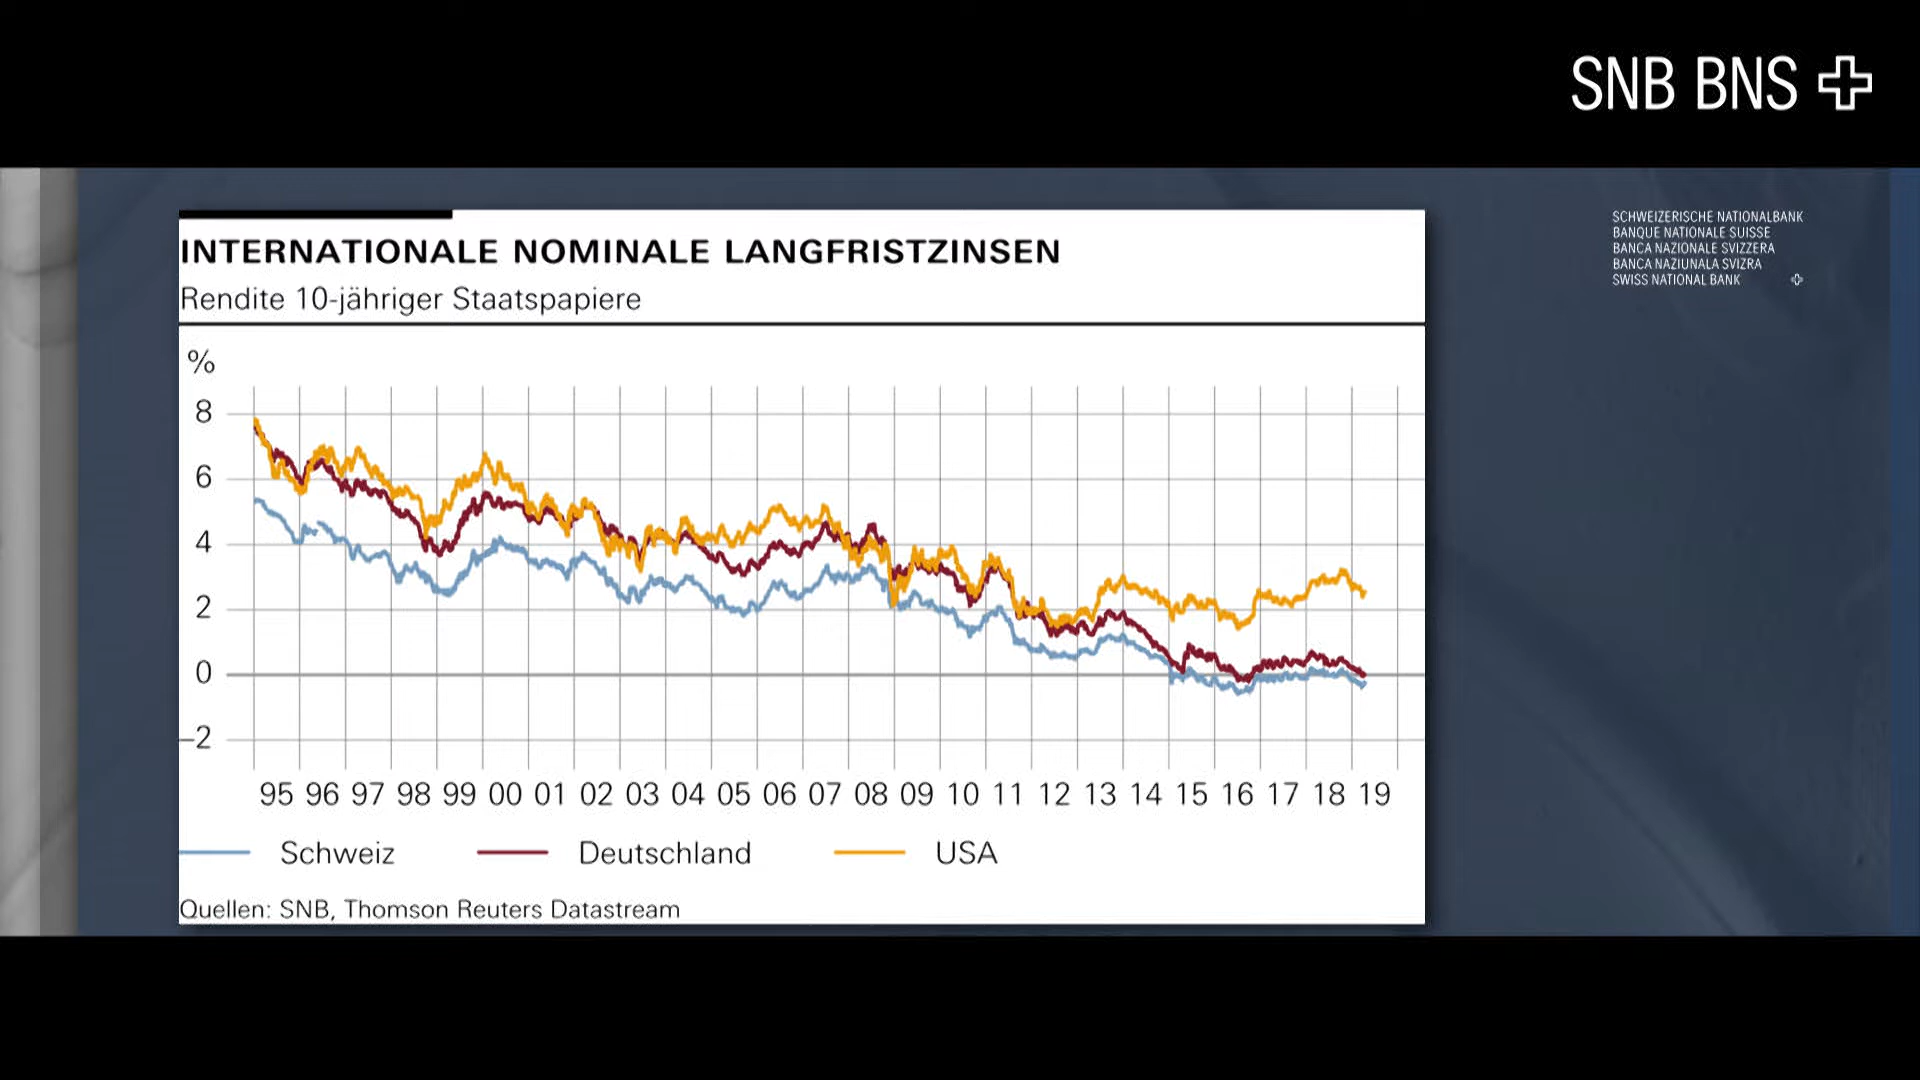 SNB BNS
SCHWEIZERISCHE NATIONALBANK
BANQUE NATIONALE SUISSE
BANCA NAZIONALE SVIZZERA
BANCA NAZIUNALA SVIZRA
SWISS NATIONAL BANK
INTERNATIONALE NOMINALE LANGFRISTZINSEN
Rendite 10-jähriger Staatspapiere
%
8
6
4
2
0
–2
95 96 97 98 99 00 01 02 03 04 05 06 07 08 09 10 11 12 13 14 15 16 17 18 19
Schweiz Deutschland USA
Quellen: SNB, Thomson Reuters Datastream